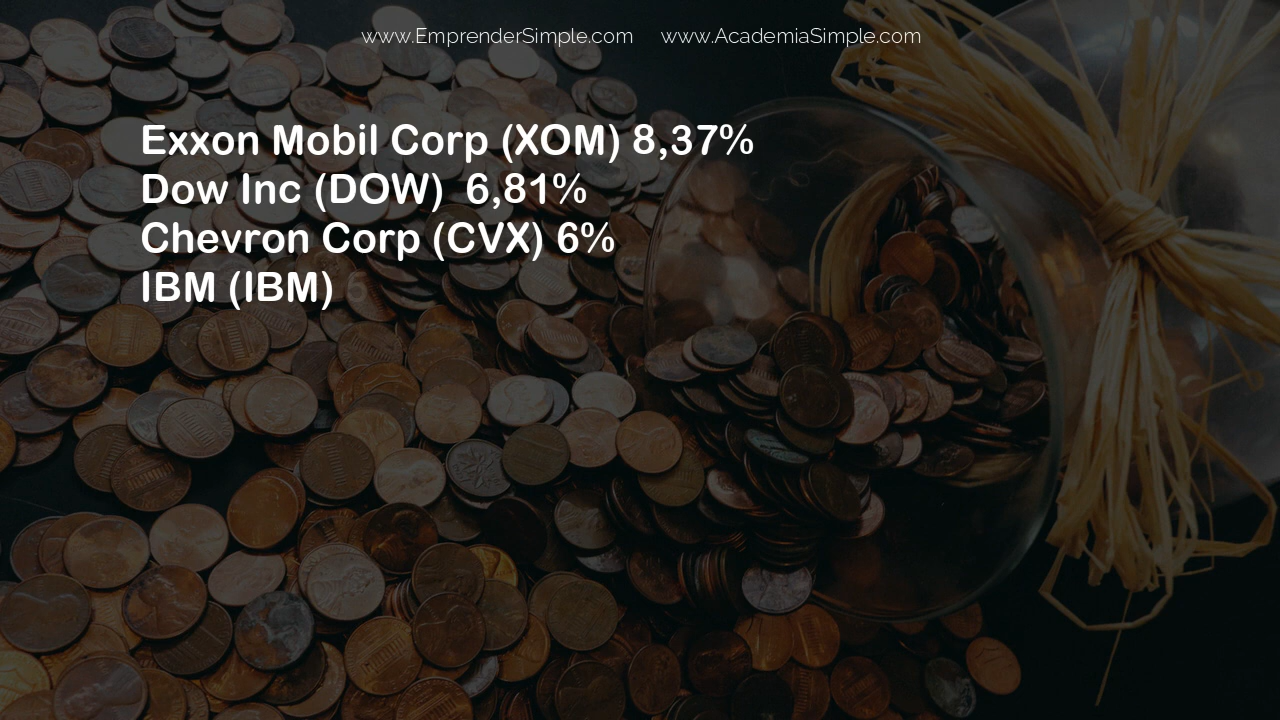 www.EmprenderSimple.com www.AcademiaSimple.com
Exxon Mobil Corp (XOM) 8,37%
Dow Inc (DOW) 6,81%
Chevron Corp (CVX) 6%
IBM (IBM) 6